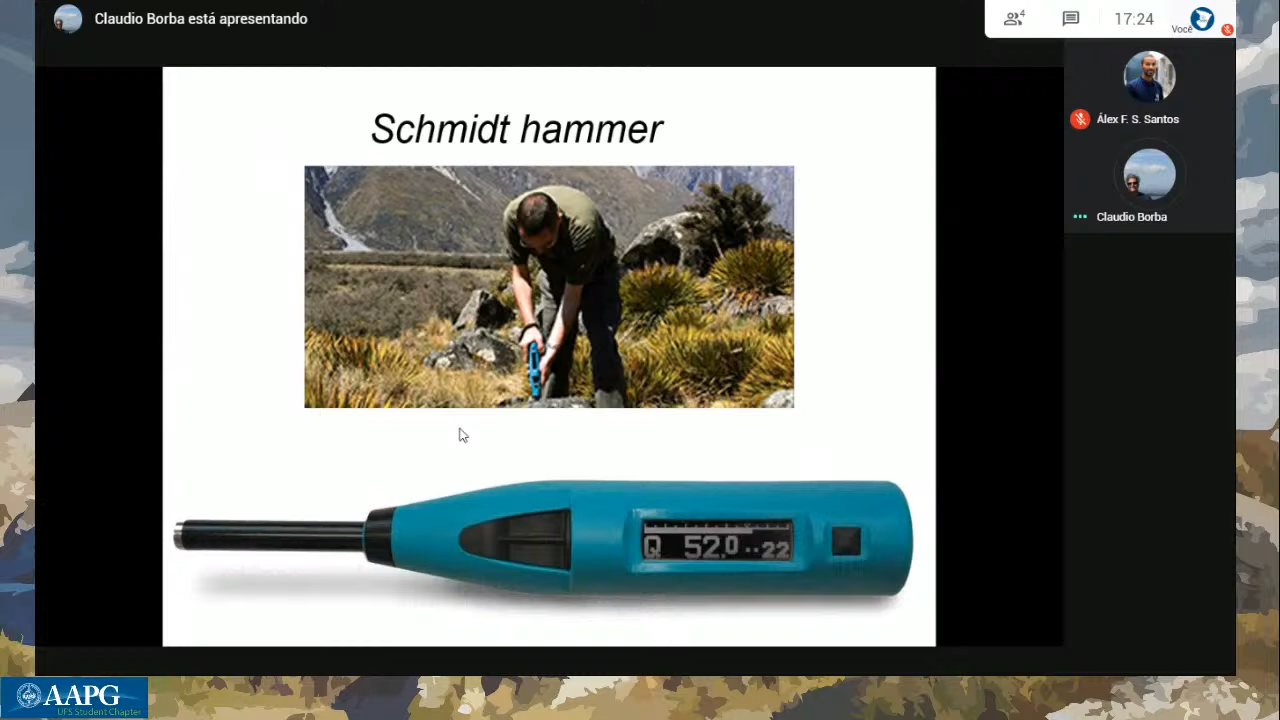 Claudio Borba está apresentando
4
17:24
Você
Álex F. S. Santos
Claudio Borba
Schmidt hammer
Q 52.0 ..22
AAPG
UFS Student Chapter